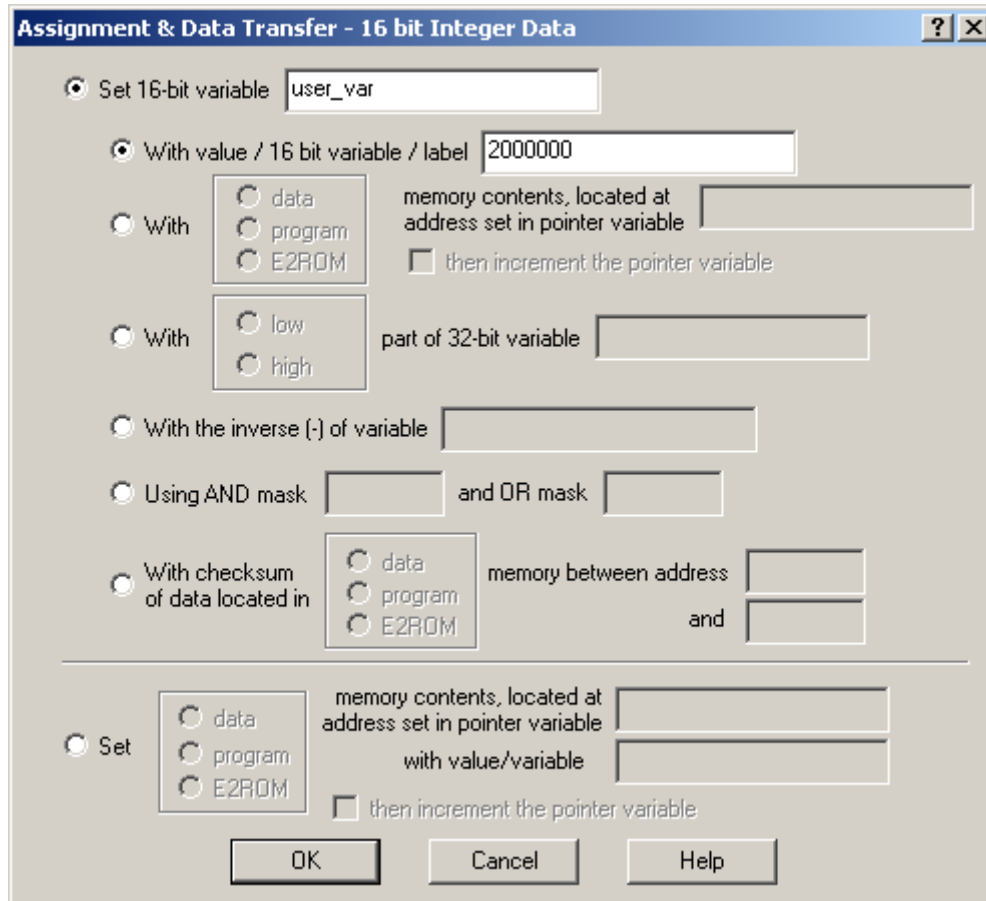 Assignment & Data Transfer - 16 bit Integer Data
Set 16-bit variable user_var
With value / 16 bit variable / label 2000000
With
data
program
E2ROM
memory contents, located at
address set in pointer variable
then increment the pointer variable
With
low
high
part of 32-bit variable
With the inverse (-) of variable
Using AND mask and OR mask
With checksum
of data located in
data
program
E2ROM
memory between address
and
Set
data
program
E2ROM
memory contents, located at
address set in pointer variable
with value/variable
then increment the pointer variable
OK Cancel Help